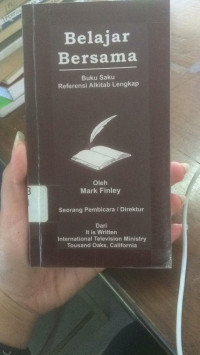 Belajar
Bersama
Buku Saku
Referensi Alkitab Lengkap
Oleh
Mark Finley
Seorang Pembicara / Direktur
Dari
It is Written
International Television Ministry
Tousand Oaks, California